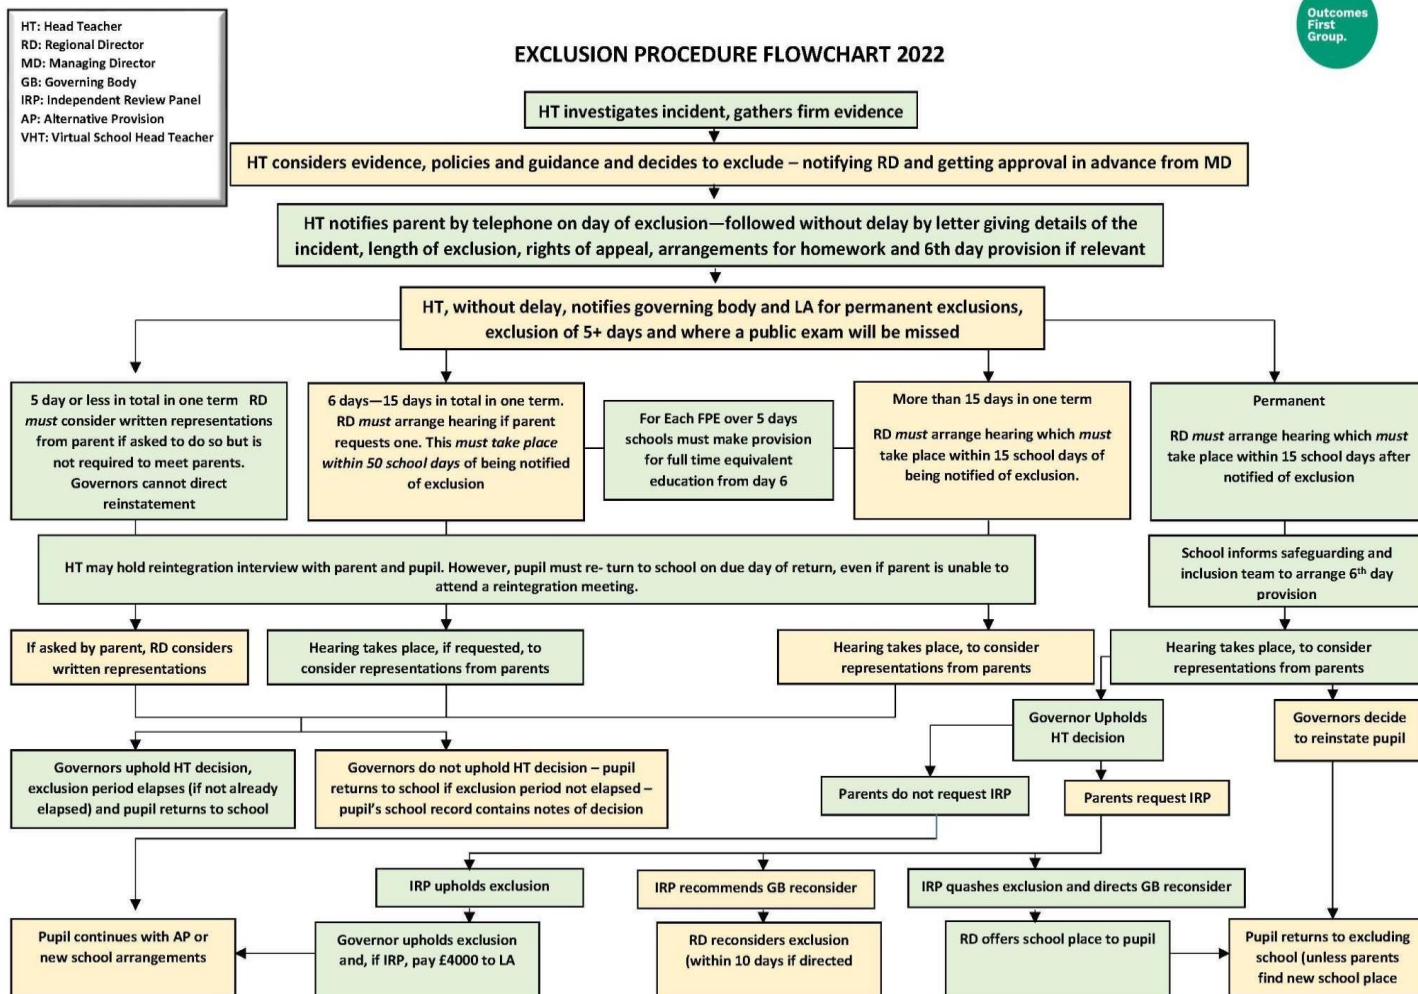 HT: Head Teacher
RD: Regional Director
MD: Managing Director
GB: Governing Body
IRP: Independent Review Panel
AP: Alternative Provision
VHT: Virtual School Head Teacher
Outcomes
First
Group.
EXCLUSION PROCEDURE FLOWCHART 2022
HT investigates incident, gathers firm evidence
HT considers evidence, policies and guidance and decides to exclude – notifying RD and getting approval in advance from MD
HT notifies parent by telephone on day of exclusion—followed without delay by letter giving details of the
incident, length of exclusion, rights of appeal, arrangements for homework and 6th day provision if relevant
HT, without delay, notifies governing body and LA for permanent exclusions,
exclusion of 5+ days and where a public exam will be missed
5 day or less in total in one term RD
must consider written representations
from parent if asked to do so but is
not required to meet parents.
Governors cannot direct
reinstatement
6 days—15 days in total in one term.
RD must arrange hearing if parent
requests one. This must take place
within 50 school days of being notified
of exclusion
For Each FPE over 5 days
schools must make provision
for full time equivalent
education from day 6
More than 15 days in one term
RD must arrange hearing which must
take place within 15 school days of
being notified of exclusion.
Permanent
RD must arrange hearing which must
take place within 15 school days after
notified of exclusion
HT may hold reintegration interview with parent and pupil. However, pupil must re- turn to school on due day of return, even if parent is unable to
attend a reintegration meeting.
School informs safeguarding and
inclusion team to arrange 6th day
provision
If asked by parent, RD considers
written representations
Hearing takes place, if requested, to
consider representations from parents
Hearing takes place, to consider
representations from parents
Hearing takes place, to consider
representations from parents
Governor Upholds
HT decision
Governors decide
to reinstate pupil
Governors uphold HT decision,
exclusion period elapses (if not already
elapsed) and pupil returns to school
Governors do not uphold HT decision – pupil
returns to school if exclusion period not elapsed –
pupil's school record contains notes of decision
Parents do not request IRP
Parents request IRP
IRP upholds exclusion
IRP recommends GB reconsider
IRP quashes exclusion and directs GB reconsider
Pupil continues with AP or
new school arrangements
Governor upholds exclusion
and, if IRP, pay £4000 to LA
RD reconsiders exclusion
(within 10 days if directed
RD offers school place to pupil
Pupil returns to excluding
school (unless parents
find new school place